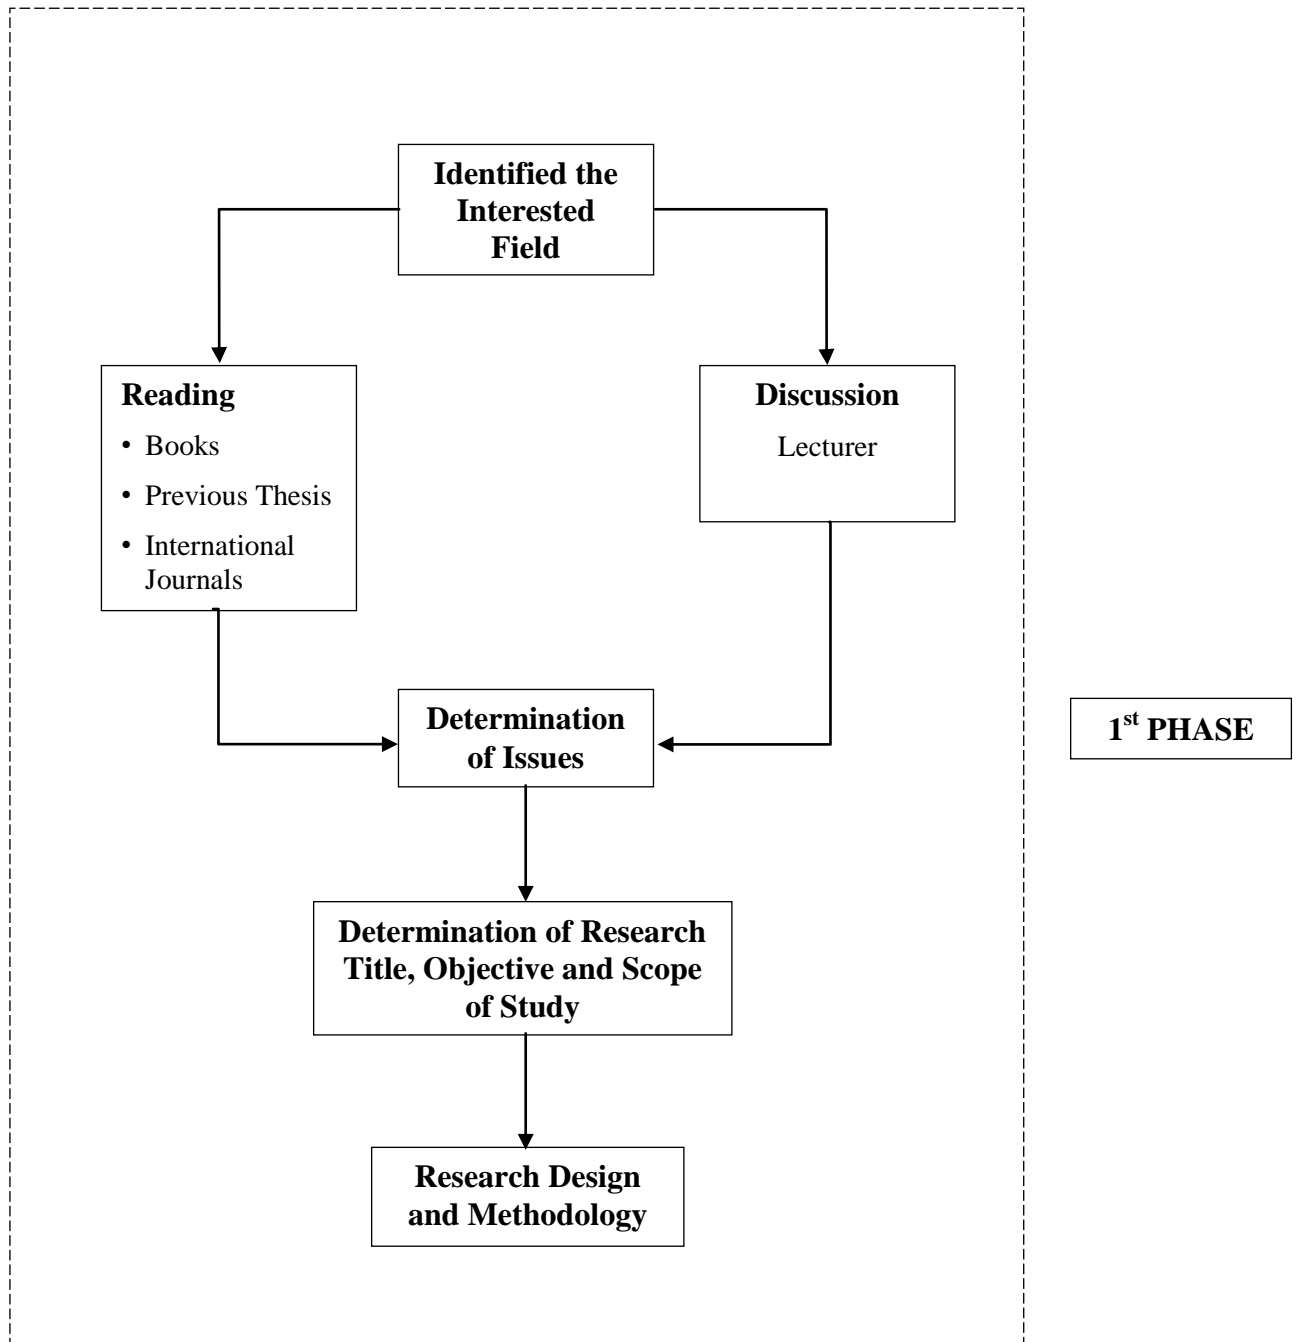 Identified the
Interested
Field
Reading
• Books
• Previous Thesis
• International
Journals
Discussion
Lecturer
Determination
of Issues
1st PHASE
Determination of Research
Title, Objective and Scope
of Study
Research Design
and Methodology